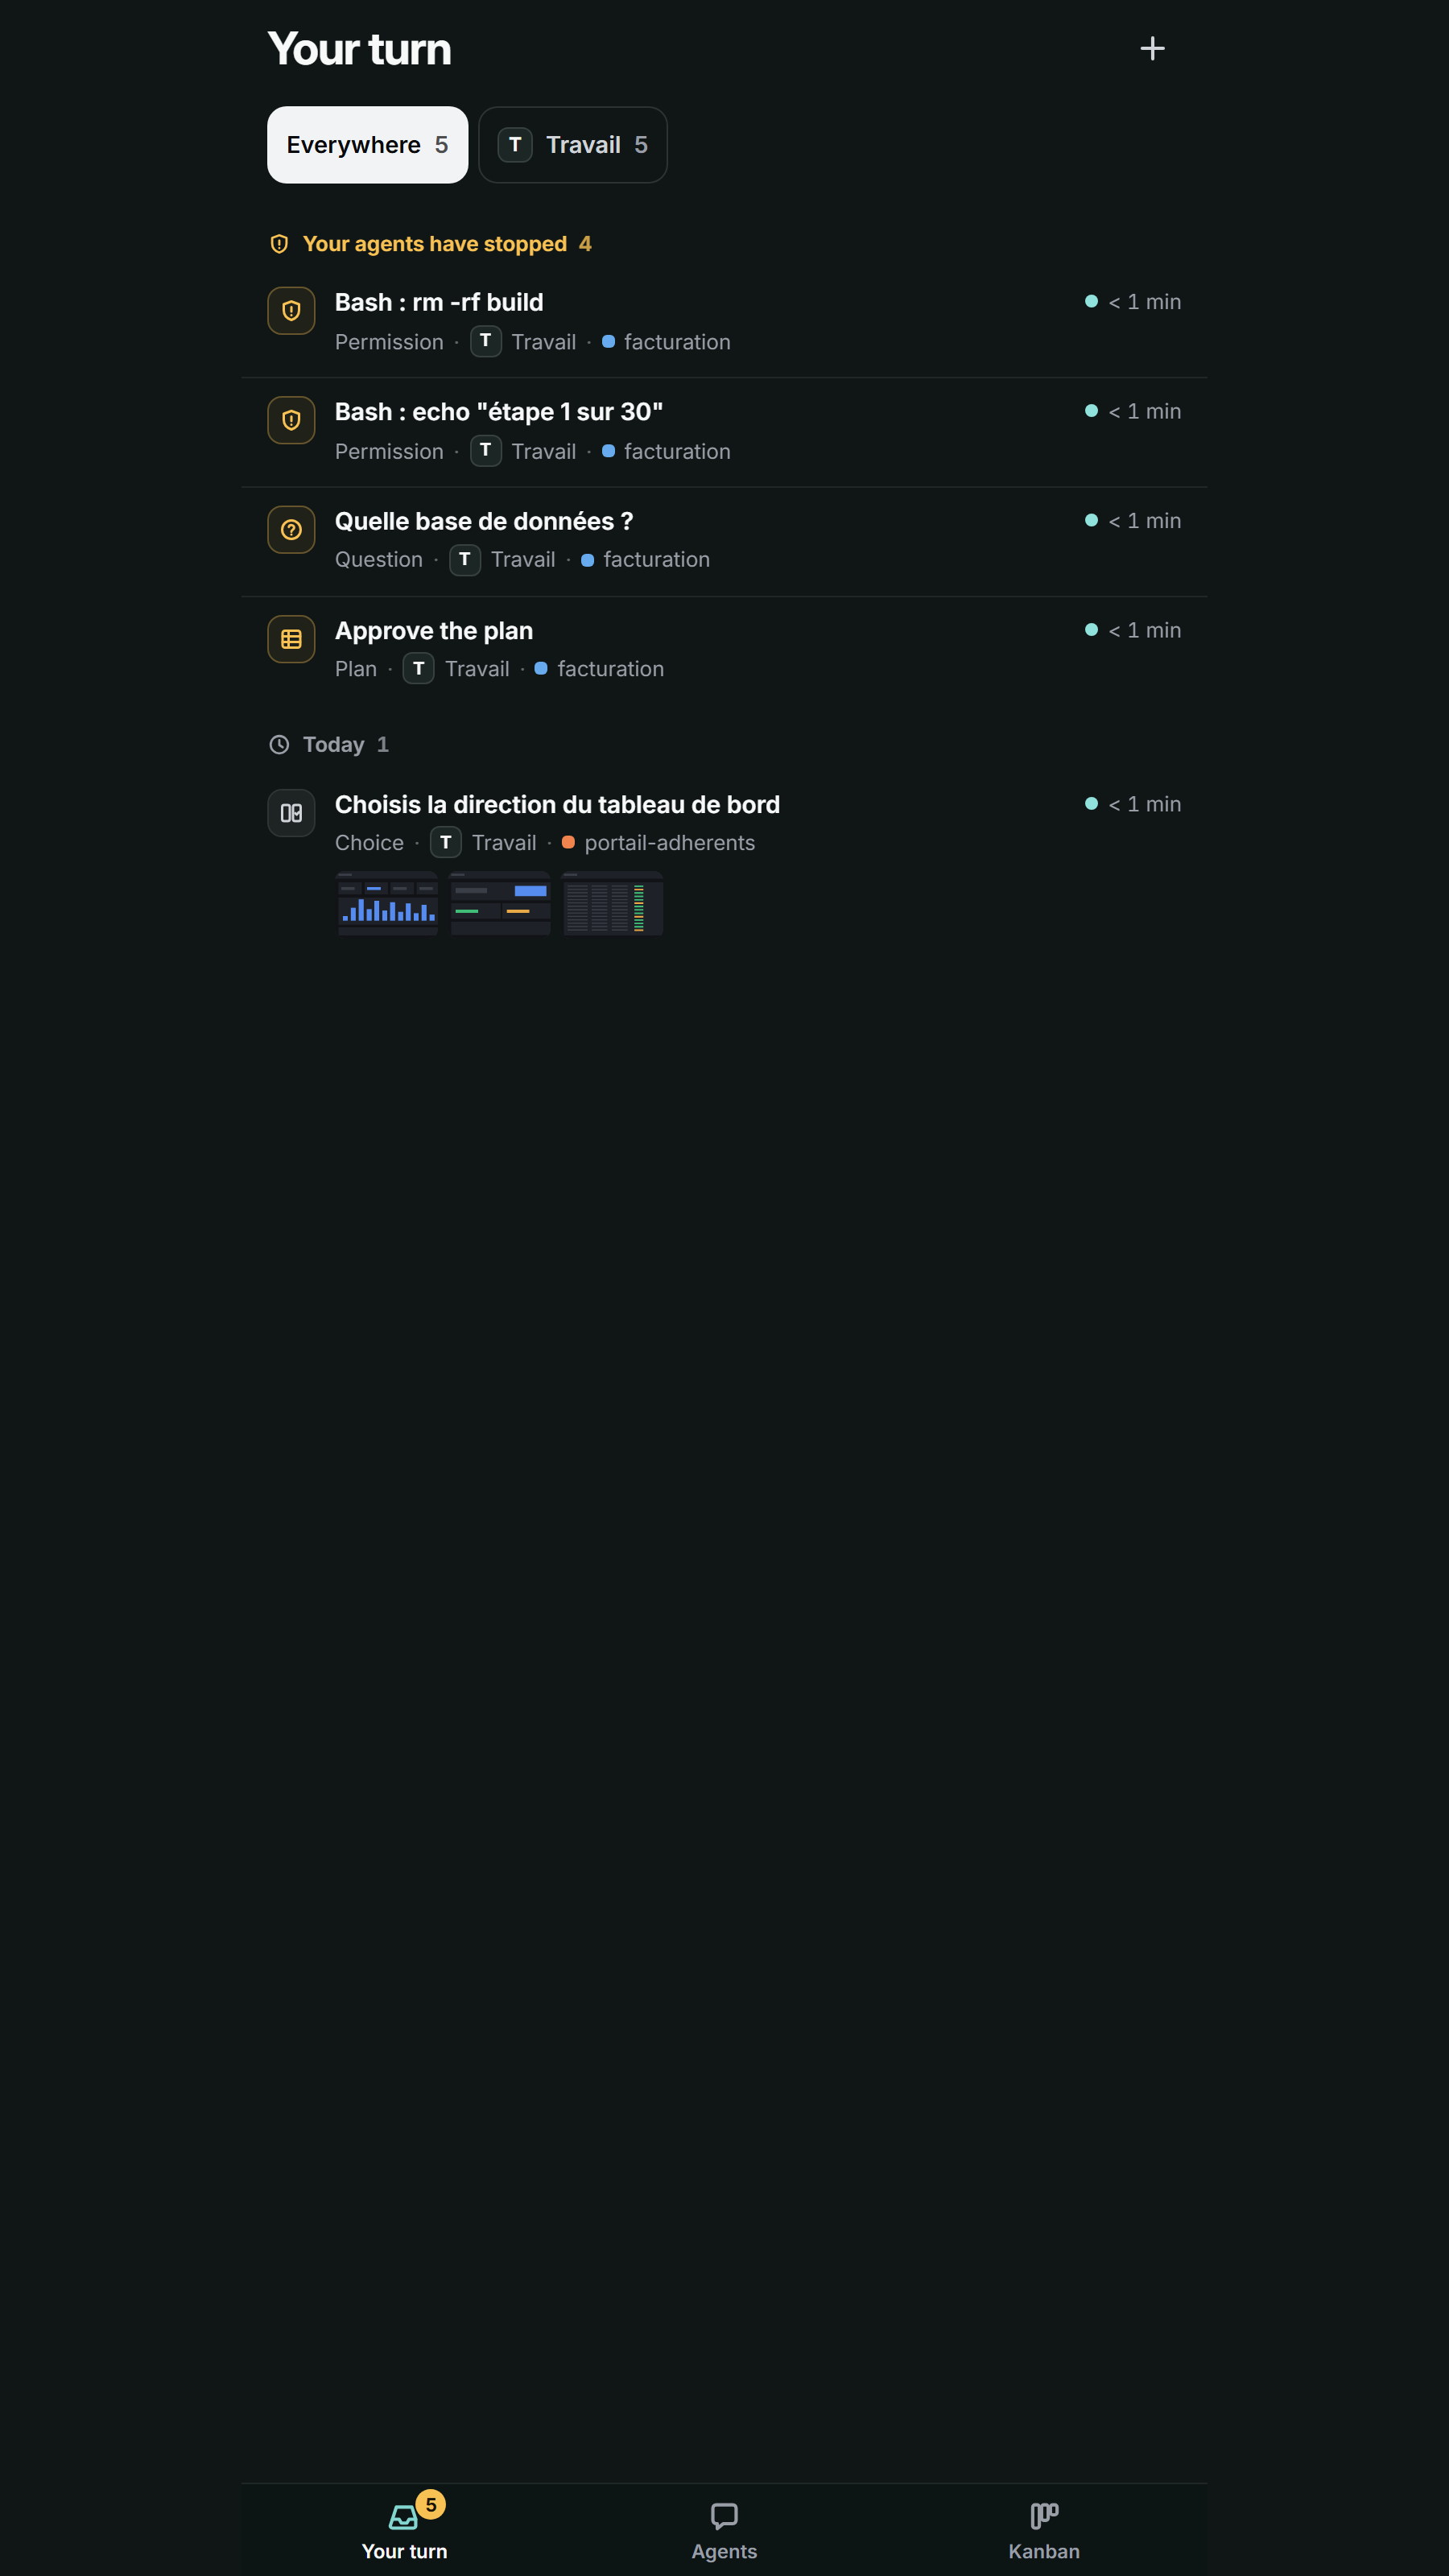 Your turn
Everywhere 5
T Travail 5
Your agents have stopped 4
Bash : rm -rf build
< 1 min
Permission · T Travail · facturation
Bash : echo "étape 1 sur 30"
< 1 min
Permission · T Travail · facturation
Quelle base de données ?
< 1 min
Question · T Travail · facturation
Approve the plan
< 1 min
Plan · T Travail · facturation
Today 1
Choisis la direction du tableau de bord
< 1 min
Choice · T Travail · portail-adherents
5
Your turn
Agents
Kanban